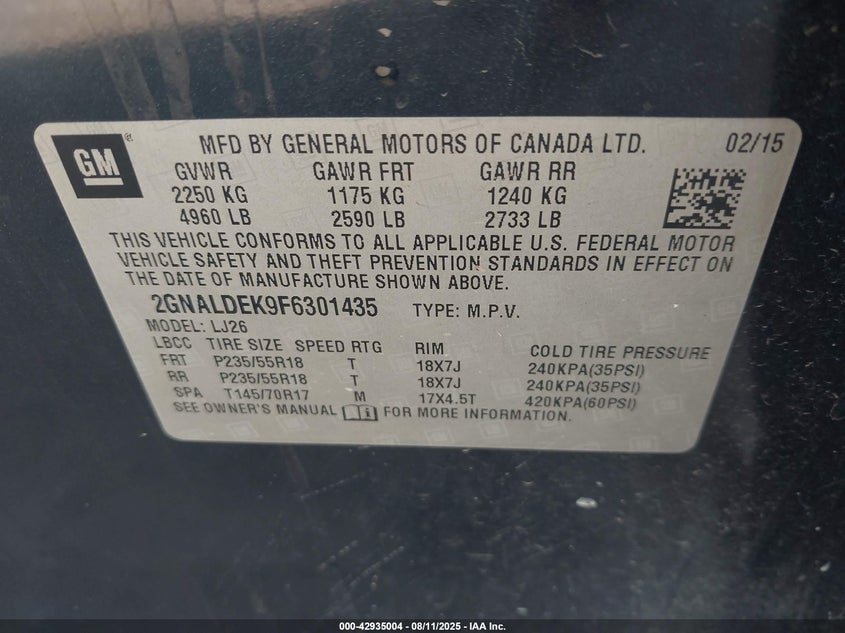 GM ®
MFD BY GENERAL MOTORS OF CANADA LTD. 02/15
GVWR GAWR FRT GAWR RR
2250 KG 1175 KG 1240 KG
4960 LB 2590 LB 2733 LB
THIS VEHICLE CONFORMS TO ALL APPLICABLE U.S. FEDERAL MOTOR
VEHICLE SAFETY AND THEFT PREVENTION STANDARDS IN EFFECT ON
THE DATE OF MANUFACTURE SHOWN ABOVE.
2GNALDEK9F6301435 TYPE: M.P.V.
MODEL: LJ26
LBCC TIRE SIZE SPEED RTG RIM COLD TIRE PRESSURE
FRT P235/55R18 T 18X7J 240KPA(35PSI)
RR P235/55R18 T 18X7J 240KPA(35PSI)
SPA T145/70R17 M 17X4.5T 420KPA(60PSI)
SEE OWNER'S MANUAL FOR MORE INFORMATION.
000-42935004 - 08/11/2025 - IAA Inc.